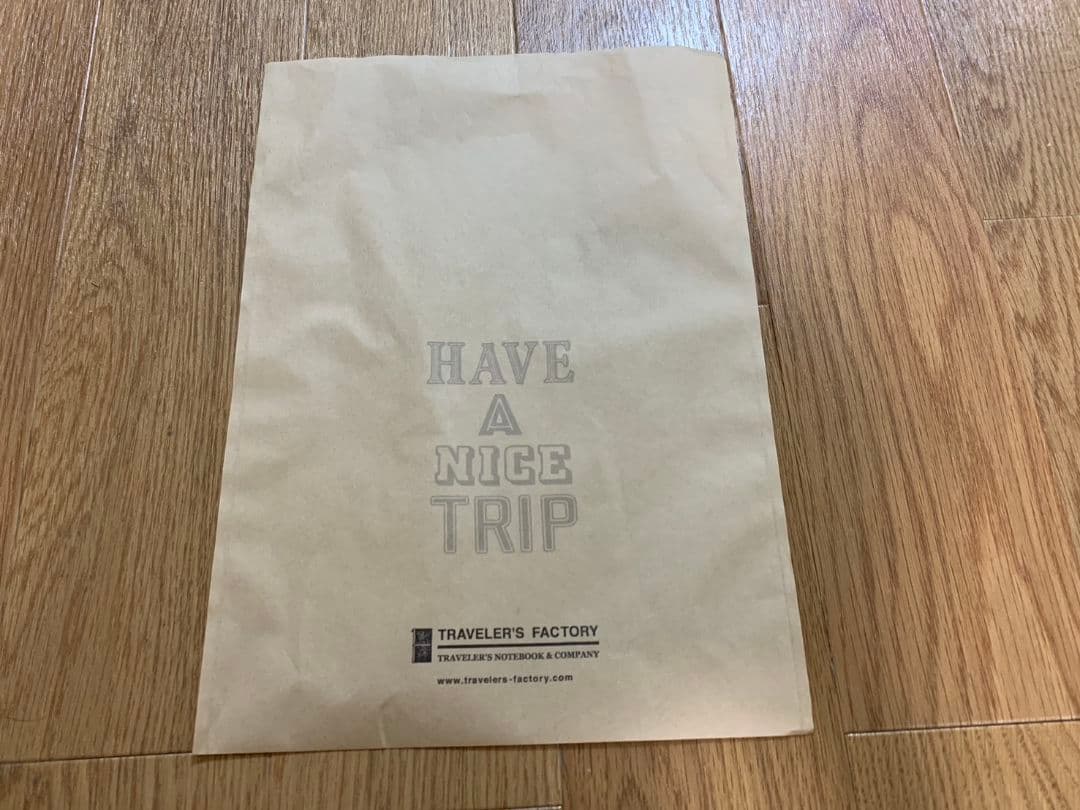 HAVE
A
NICE
TRIP
TRAVELER'S FACTORY
TRAVELER'S NOTEBOOK & COMPANY
www.travelers-factory.com